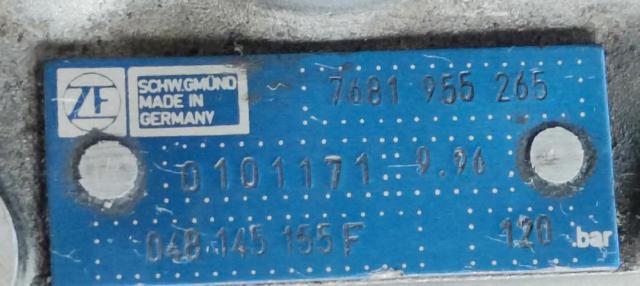 ZF SCHW.GMÜND
MADE IN
GERMANY
7681 955 265
0101171 9.96
048 145 155 F
120 .bar